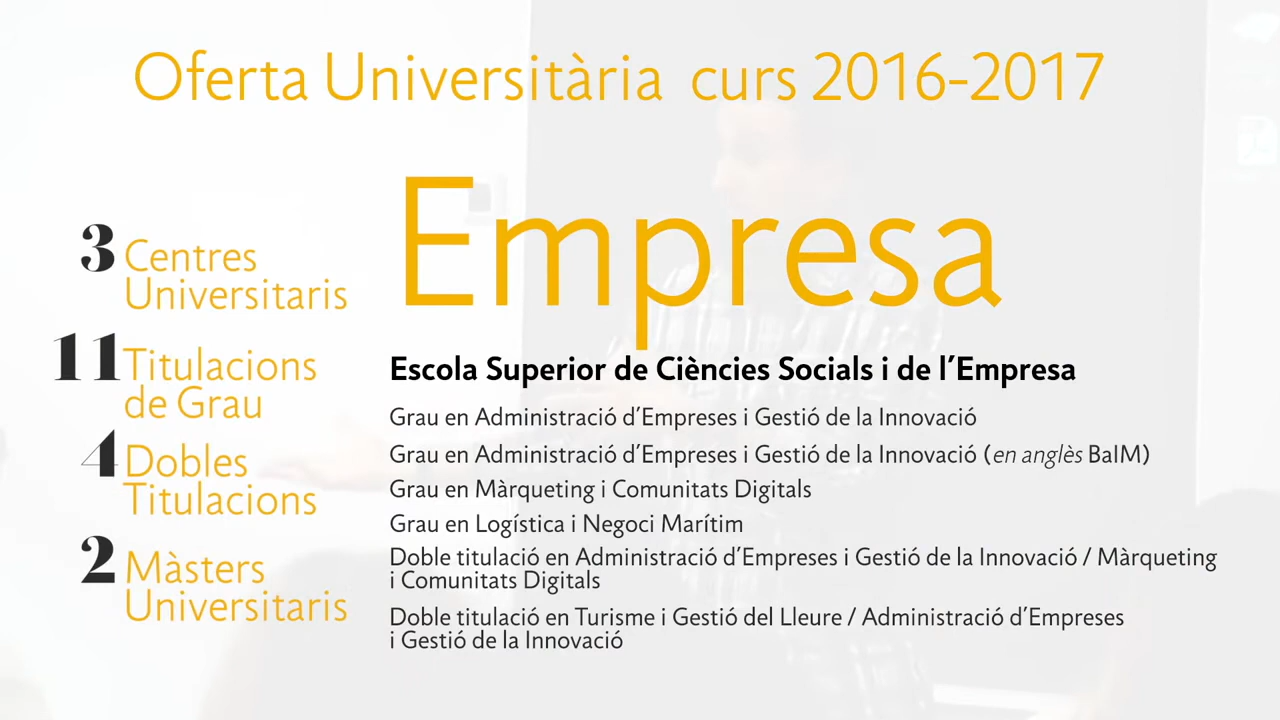 Oferta Universitària curs 2016-2017
3 Centres
Universitaris
11 Titulacions
de Grau
4 Dobles
Titulacions
2 Màsters
Universitaris
Empresa
Escola Superior de Ciències Socials i de l'Empresa
Grau en Administració d'Empreses i Gestió de la Innovació
Grau en Administració d'Empreses i Gestió de la Innovació (en anglès BaIM)
Grau en Màrqueting i Comunitats Digitals
Grau en Logística i Negoci Marítim
Doble titulació en Administració d'Empreses i Gestió de la Innovació / Màrqueting
i Comunitats Digitals
Doble titulació en Turisme i Gestió del Lleure / Administració d'Empreses
i Gestió de la Innovació